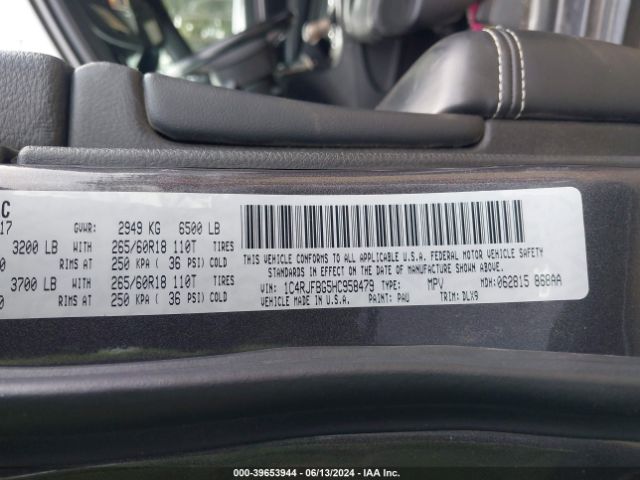 C
17 GVWR: 2949 KG 6500 LB
3200 LB WITH 265/60R18 110T TIRES
0 RIMS AT 250 KPA ( 36 PSI) COLD
3700 LB WITH 265/60R18 110T TIRES
0 RIMS AT 250 KPA ( 36 PSI) COLD
THIS VEHICLE CONFORMS TO ALL APPLICABLE U.S.A. FEDERAL MOTOR VEHICLE SAFETY
STANDARDS IN EFFECT ON THE DATE OF MANUFACTURE SHOWN ABOVE.
VIN: 1C4RJFBG5HC958479 TYPE: MPV MDH: 062815 868AA
VEHICLE MADE IN U.S.A. PAINT: PAU TRIM: DLX9
000-39653944 - 06/13/2024 - IAA Inc.